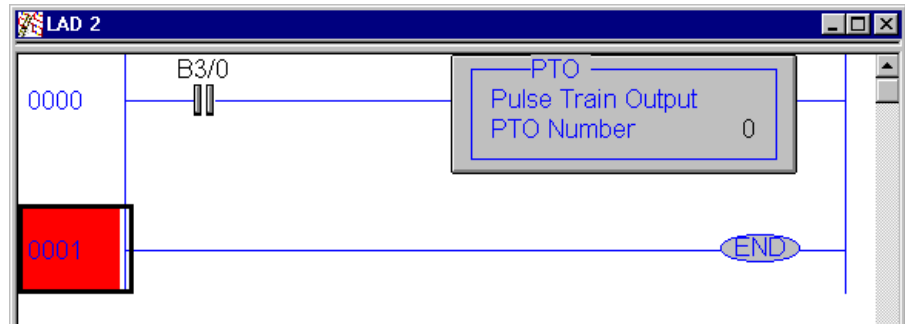 LAD 2
B3/0
PTO
0000
Pulse Train Output
PTO Number 0
0001
END